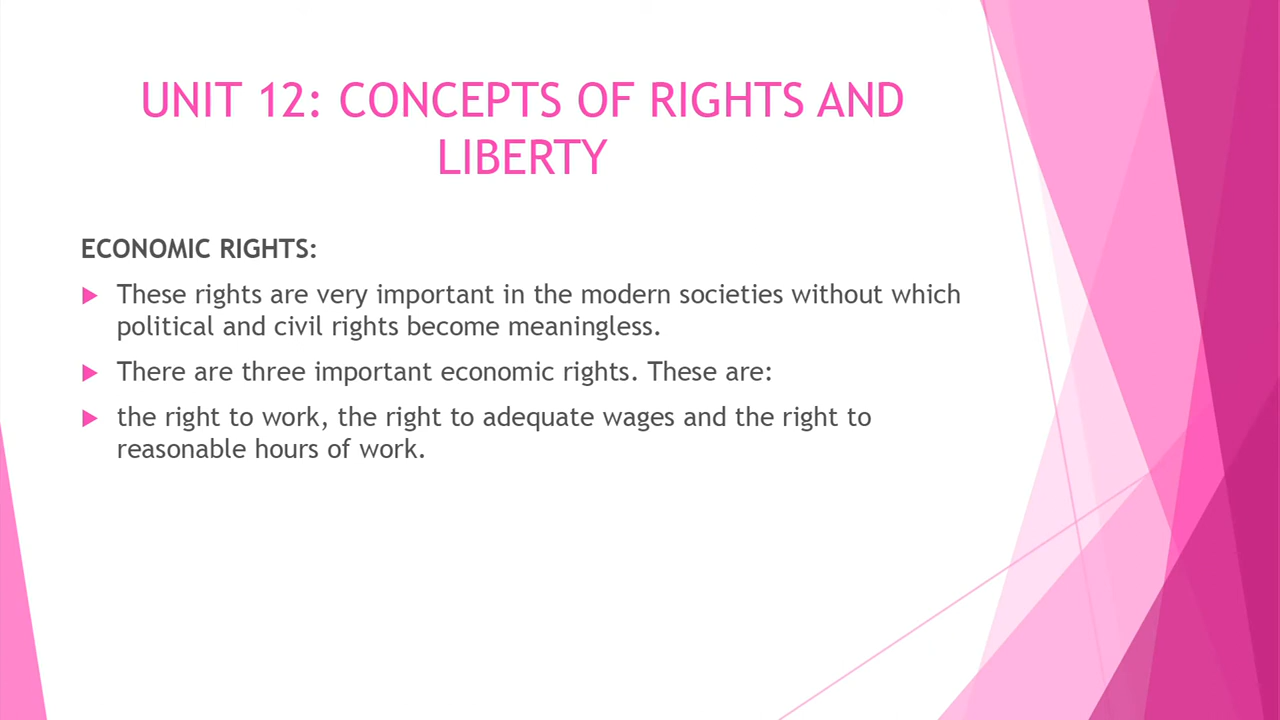 UNIT 12: CONCEPTS OF RIGHTS AND
LIBERTY
ECONOMIC RIGHTS:
These rights are very important in the modern societies without which
political and civil rights become meaningless.
There are three important economic rights. These are:
the right to work, the right to adequate wages and the right to
reasonable hours of work.